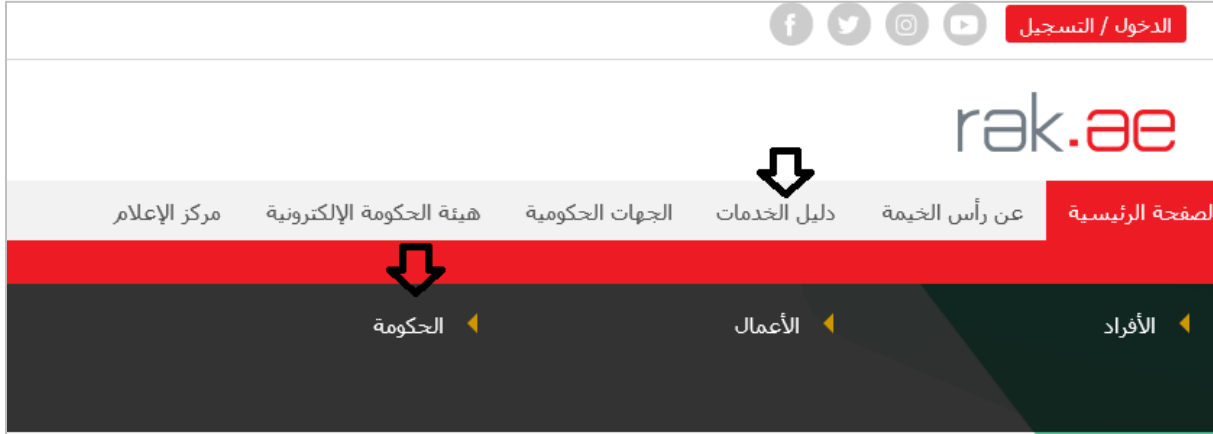 الدخول / التسجيل
rak.ae
الصفحة الرئيسية عن رأس الخيمة دليل الخدمات الجهات الحكومية هيئة الحكومة الإلكترونية مركز الإعلام
الأفراد الأعمال الحكومة